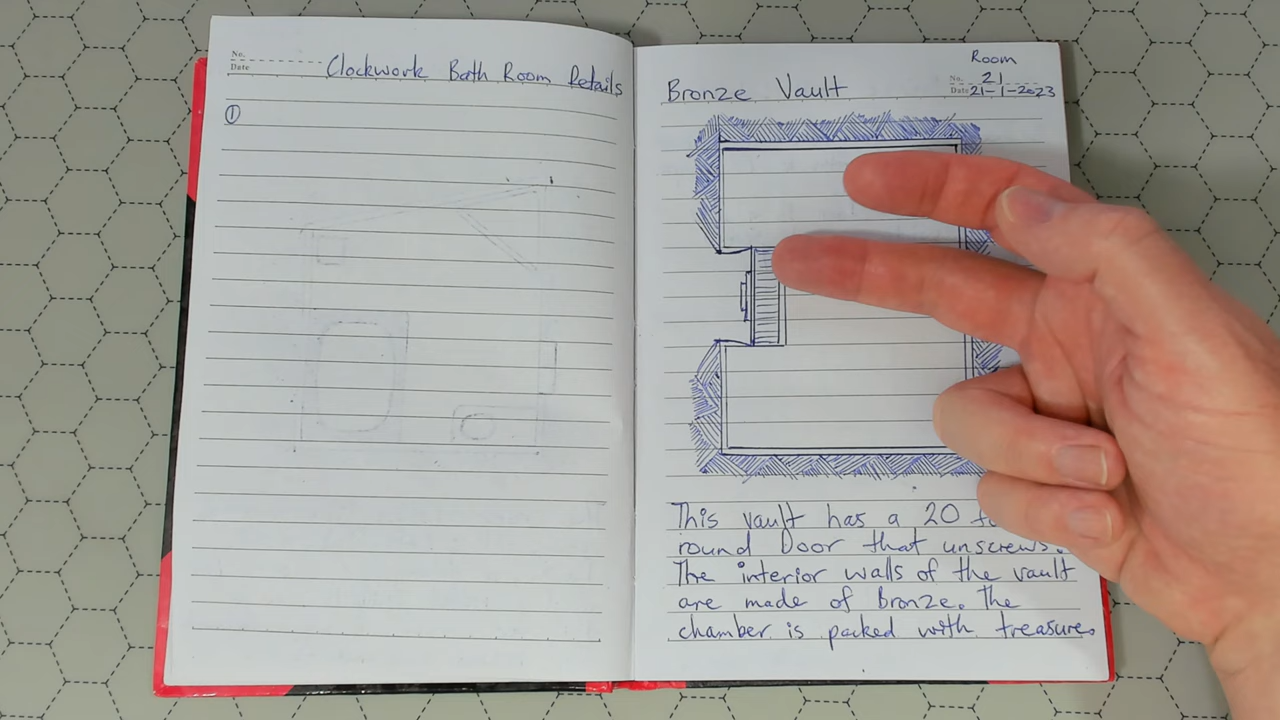 No.
Date
Clockwork Bath Room Details
①
Room
No. 21
Date 21-1-2023
Bronze Vault
This vault has a 20
round Door that unscrews.
The interior walls of the vault
are made of Bronze. The
chamber is packed with treasure.